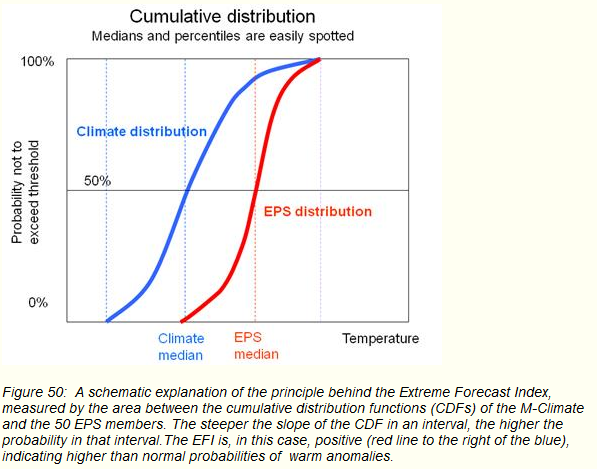 Cumulative distribution
Medians and percentiles are easily spotted
100%
Climate distribution
Probability not to
exceed threshold
50%
EPS distribution
0%
Climate
median
EPS
median
Temperature
Figure 50:  A schematic explanation of the principle behind the Extreme Forecast Index,
measured by the area between the cumulative distribution functions (CDFs) of the M-Climate
and the 50 EPS members. The steeper the slope of the CDF in an interval, the higher the
probability in that interval.The EFI is, in this case, positive (red line to the right of the blue),
indicating higher than normal probabilities of  warm anomalies.